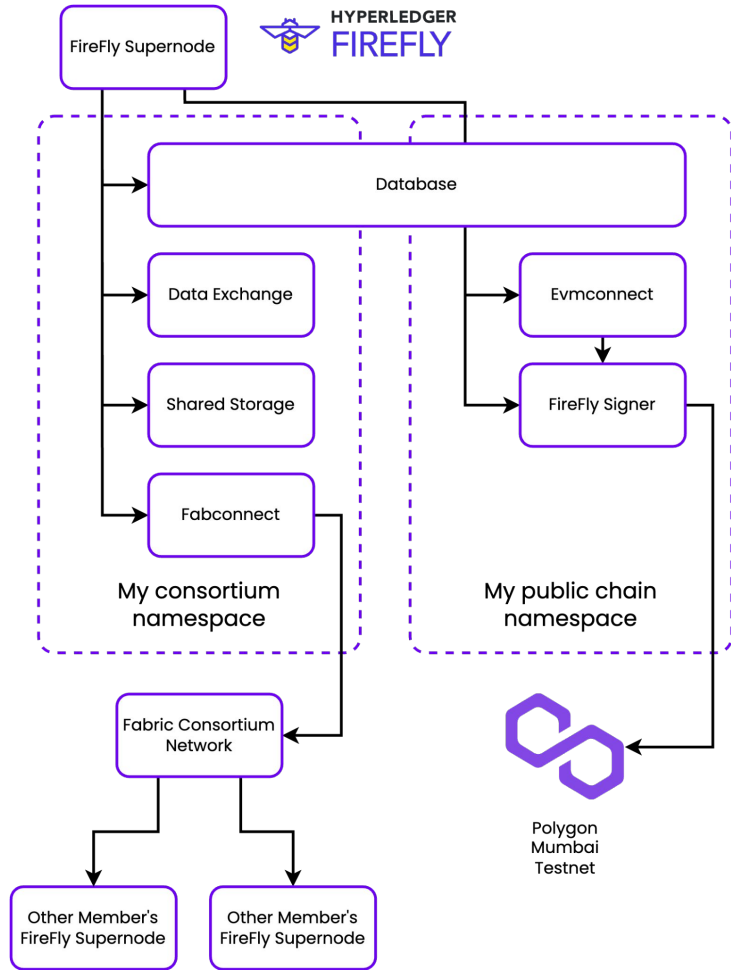 HYPERLEDGER
FIREFLY
FireFly Supernode
Database
Data Exchange
Evmconnect
Shared Storage
FireFly Signer
Fabconnect
My consortium
namespace
My public chain
namespace
Fabric Consortium
Network
Polygon
Mumbai
Testnet
Other Member's
FireFly Supernode
Other Member's
FireFly Supernode